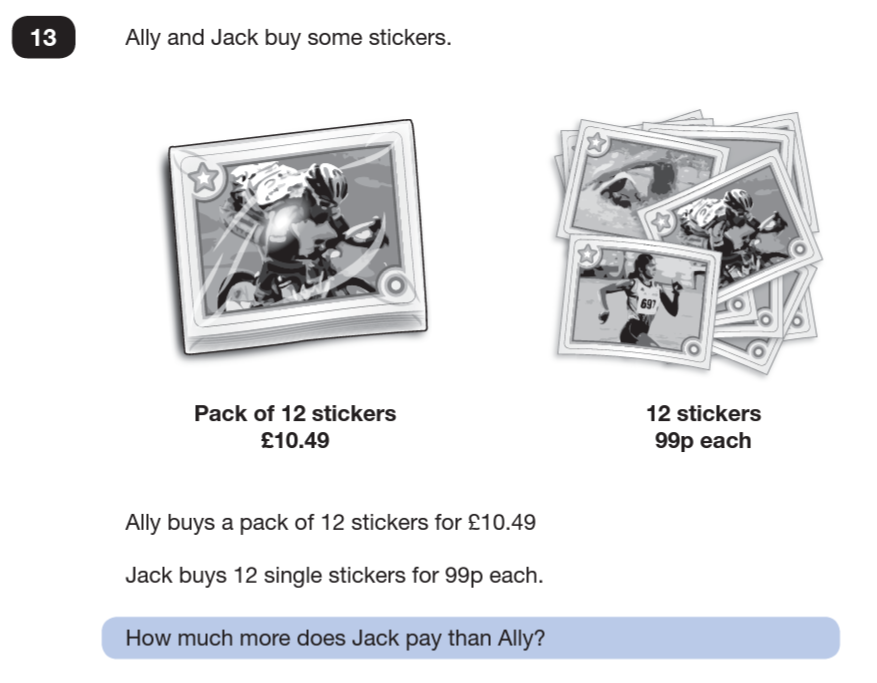 13
Ally and Jack buy some stickers.
697
Pack of 12 stickers
£10.49
12 stickers
99p each
Ally buys a pack of 12 stickers for £10.49
Jack buys 12 single stickers for 99p each.
How much more does Jack pay than Ally?